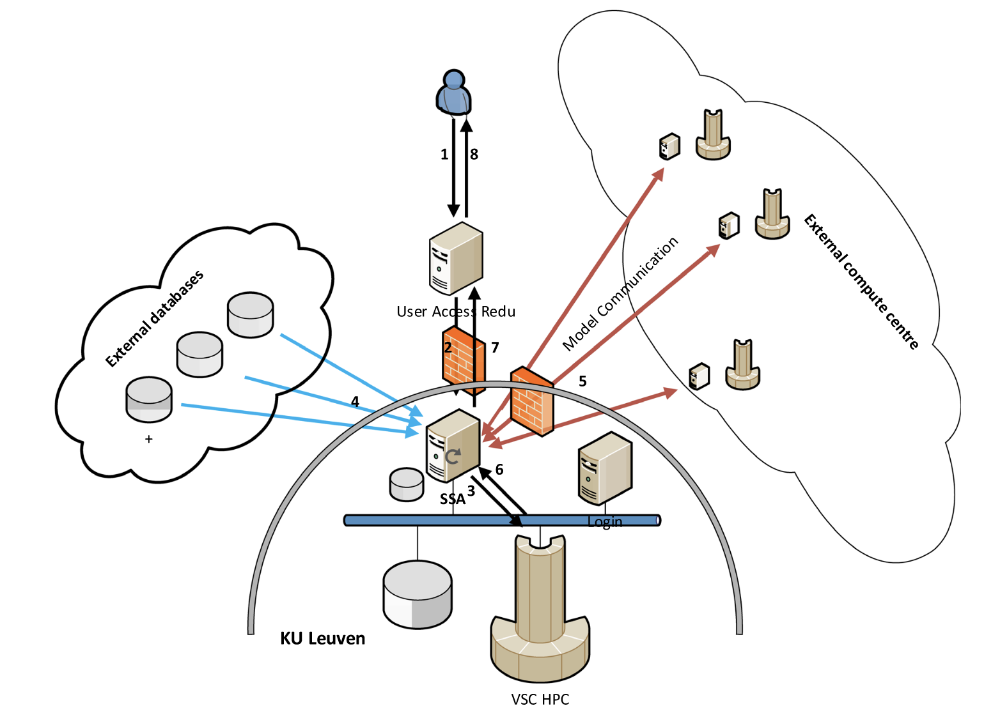 1
8
User Access Redu
2
7
External databases
4
+
Model Communication
External compute centre
5
6
3
SSA
Login
KU Leuven
VSC HPC